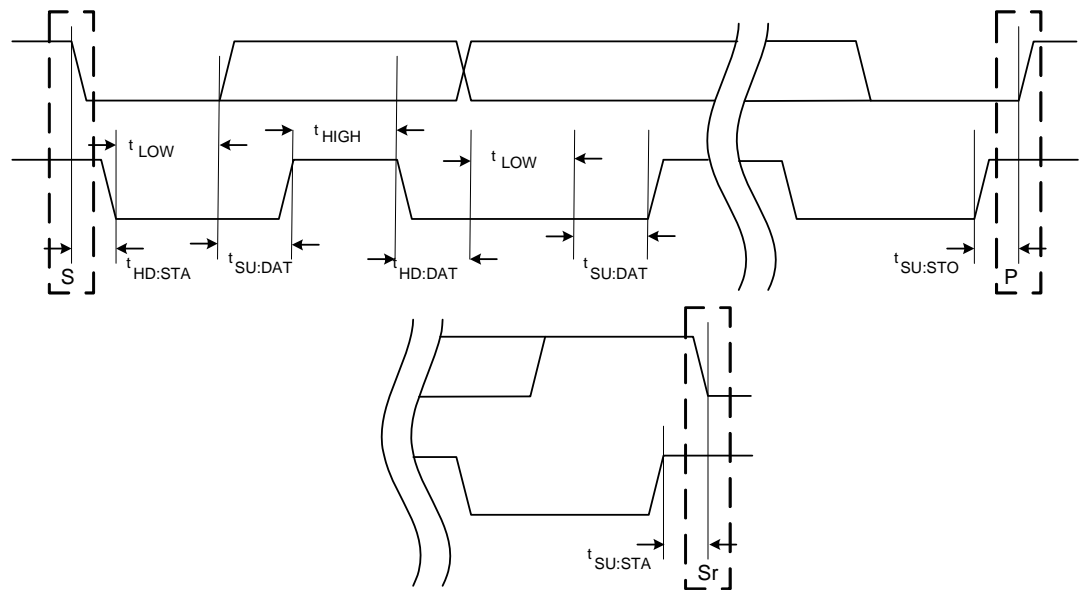 t LOW
t HIGH
t LOW
S
t HD:STA
t SU:DAT
t HD:DAT
t SU:DAT
t SU:STO
P
t SU:STA
Sr